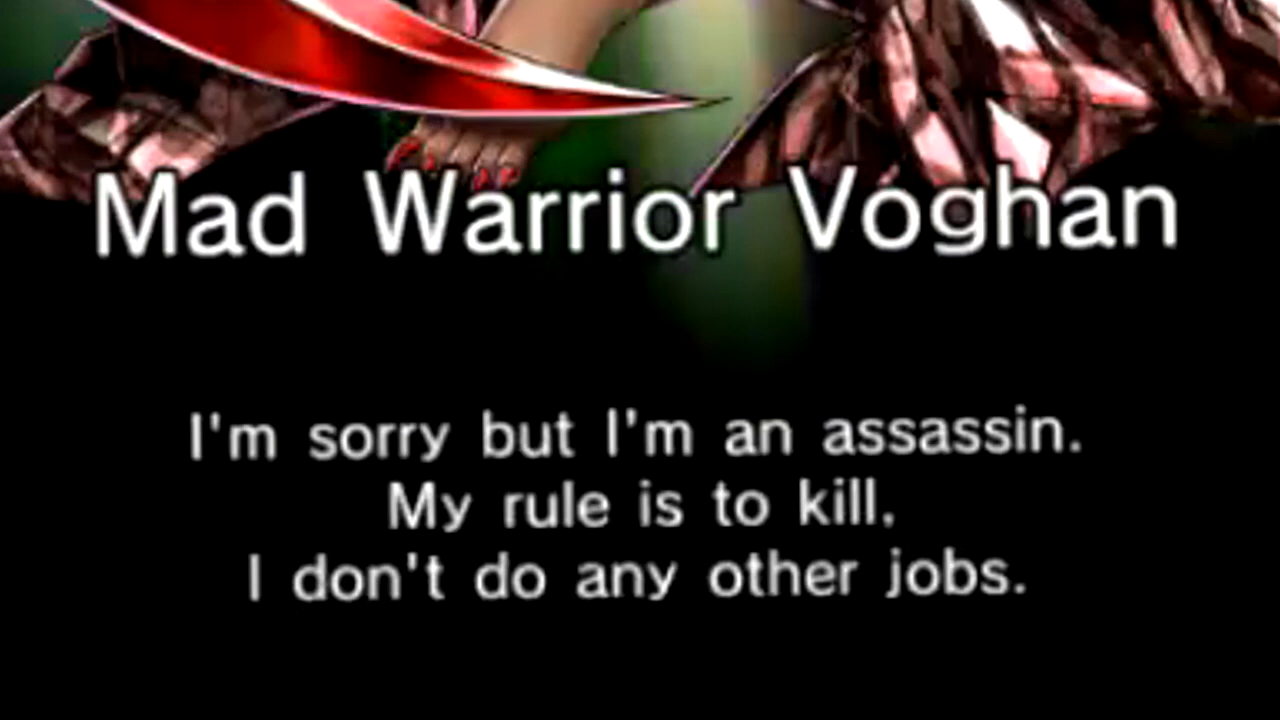 Mad Warrior Voghan
I'm sorry but I'm an assassin.
My rule is to kill,
I don't do any other jobs.